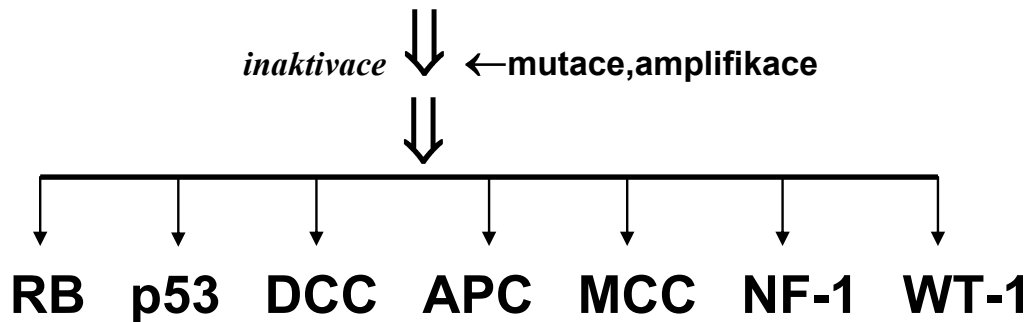 inaktivace ←mutace,amplifikace
RB p53 DCC APC MCC NF-1 WT-1